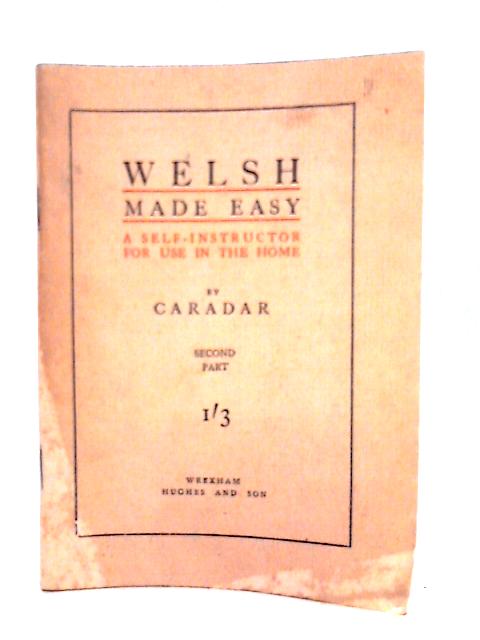 WELSH
MADE EASY
A SELF-INSTRUCTOR
FOR USE IN THE HOME
BY
CARADAR
SECOND
PART
1/3
WREXHAM
HUGHES AND SON